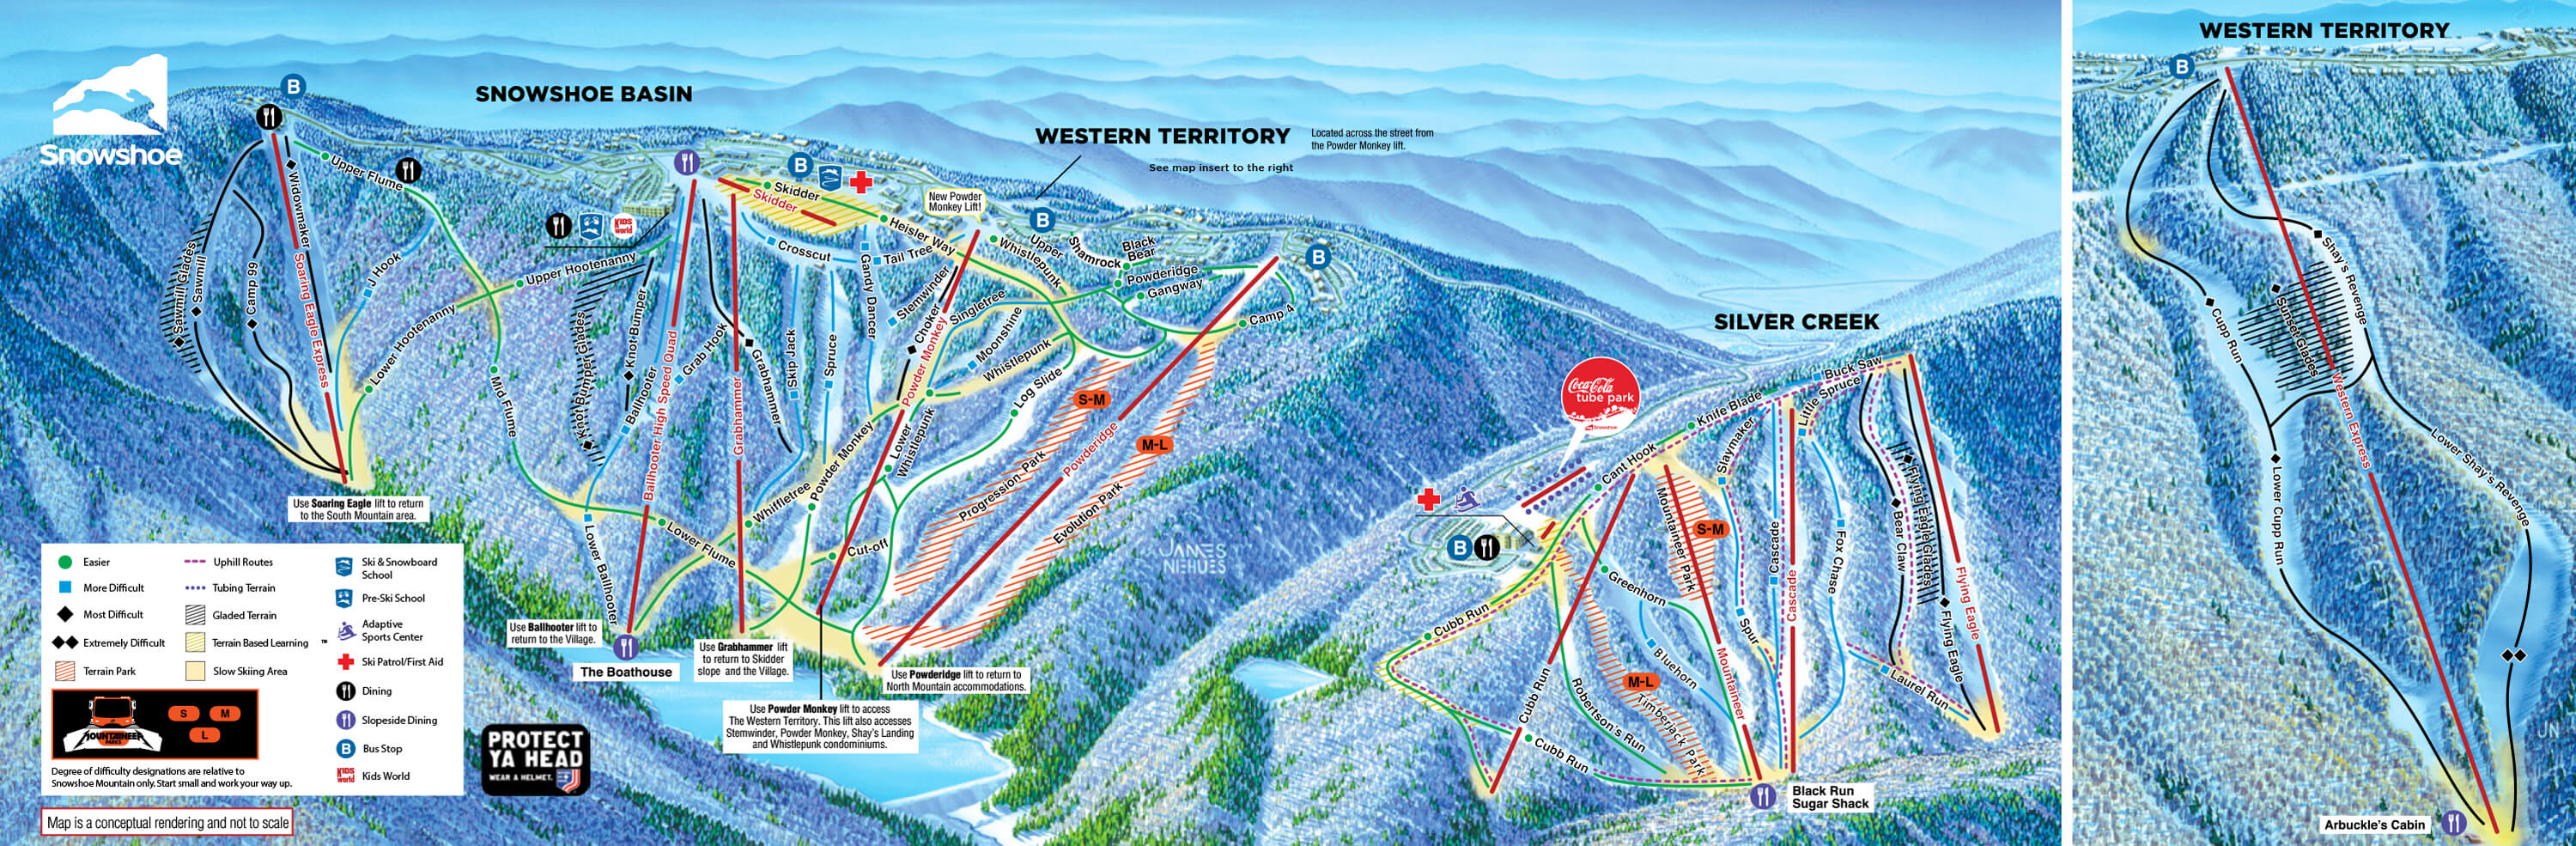 SNOWSHOE BASIN
WESTERN TERRITORY
Located across the street from
the Powder Monkey lift.
See map insert to the right
Snowshoe
B
Upper Flume
Widowmaker
Soaring Eagle Express
Sawmill Glades
Sawmill
Camp 99
J Hook
Lower Hootenanny
Upper Hootenanny
Mid Flume
KIDS
world
Use Soaring Eagle lift to return
to the South Mountain area.
B
Skidder
Skidder
Heisler Way
New Powder
Monkey Lift!
Crosscut
Tail Tree
Gandy Dancer
Stemwinder
Choker
Powder Monkey
Singletree
Moonshine
Whistlepunk
Whistlepunk
Upper
Shamrock
Black
Bear
Powderidge
Gangway
Camp 4
B
B
Knot Bumper Glades
Knot Bumper
Ballhooter
Ballhooter High Speed Quad
Grab Hook
Grabhammer
Grabhammer
Skip Jack
Spruce
Lower
Whistlepunk
Log Slide
S-M
M-L
Powderidge
Progression Park
Evolution Park
Powder Monkey
Whiffletree
Lower Flume
Lower Ballhooter
Cut-off
JAMES
NIEHUES
Use Ballhooter lift to
return to the Village.
The Boathouse
Use Grabhammer lift
to return to Skidder
slope and the Village.
Use Powderidge lift to return to
North Mountain accommodations.
Use Powder Monkey lift to access
The Western Territory. This lift also accesses
Stemwinder, Powder Monkey, Shay's Landing
and Whistlepunk condominiums.
SILVER CREEK
Coca-Cola
tube park
Snowshoe
Buck Saw
Little Spruce
Knife Blade
Cant Hook
Slaymaker
Mountaineer Park
S-M
Spur
Cascade
Cascade
Fox Chase
Bear Claw
Flying Eagle Glades
Flying Eagle
Flying Eagle
Laurel Run
B
Greenhorn
Cubb Run
Cubb Run
Cubb Run
Robertson's Run
Bluehorn
M-L
Timberjack Park
Mountaineer
Black Run
Sugar Shack
Easier
More Difficult
Most Difficult
Extremely Difficult
Terrain Park
Uphill Routes
Tubing Terrain
Gladed Terrain
Terrain Based Learning ™
Slow Skiing Area
Ski & Snowboard
School
Pre-Ski School
Adaptive
Sports Center
Ski Patrol/First Aid
Dining
Slopeside Dining
B Bus Stop
KIDS
world Kids World
MOUNTAINEER
PARKS
S M
L
Degree of difficulty designations are relative to
Snowshoe Mountain only. Start small and work your way up.
Map is a conceptual rendering and not to scale
PROTECT
YA HEAD
WEAR A HELMET.
WESTERN TERRITORY
B
Shay's Revenge
Sunset Glades
Cupp Run
Western Express
Lower Shay's Revenge
Lower Cupp Run
JN
Arbuckle's Cabin